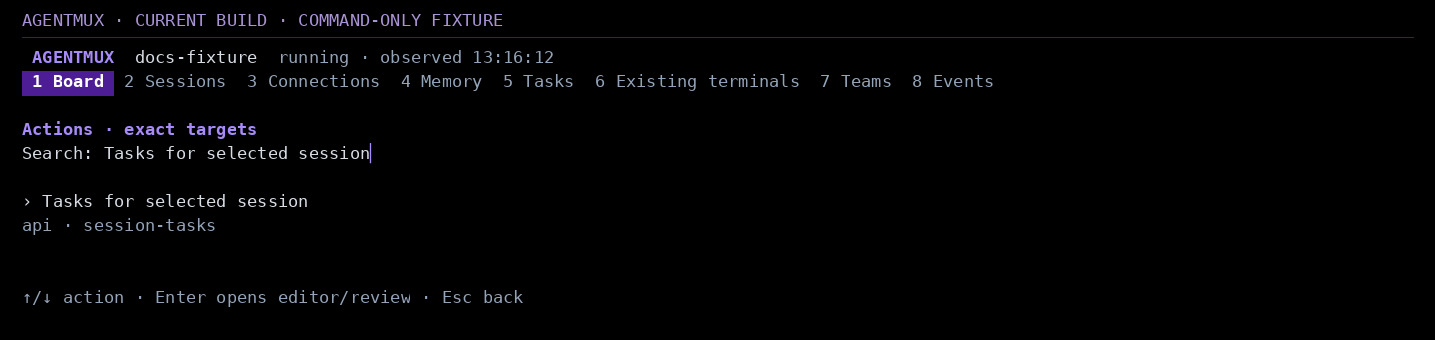 AGENTMUX · CURRENT BUILD · COMMAND-ONLY FIXTURE
AGENTMUX docs-fixture running · observed 13:16:12
1 Board 2 Sessions 3 Connections 4 Memory 5 Tasks 6 Existing terminals 7 Teams 8 Events
Actions · exact targets
Search: Tasks for selected session
› Tasks for selected session
api · session-tasks
↑/↓ action · Enter opens editor/review · Esc back